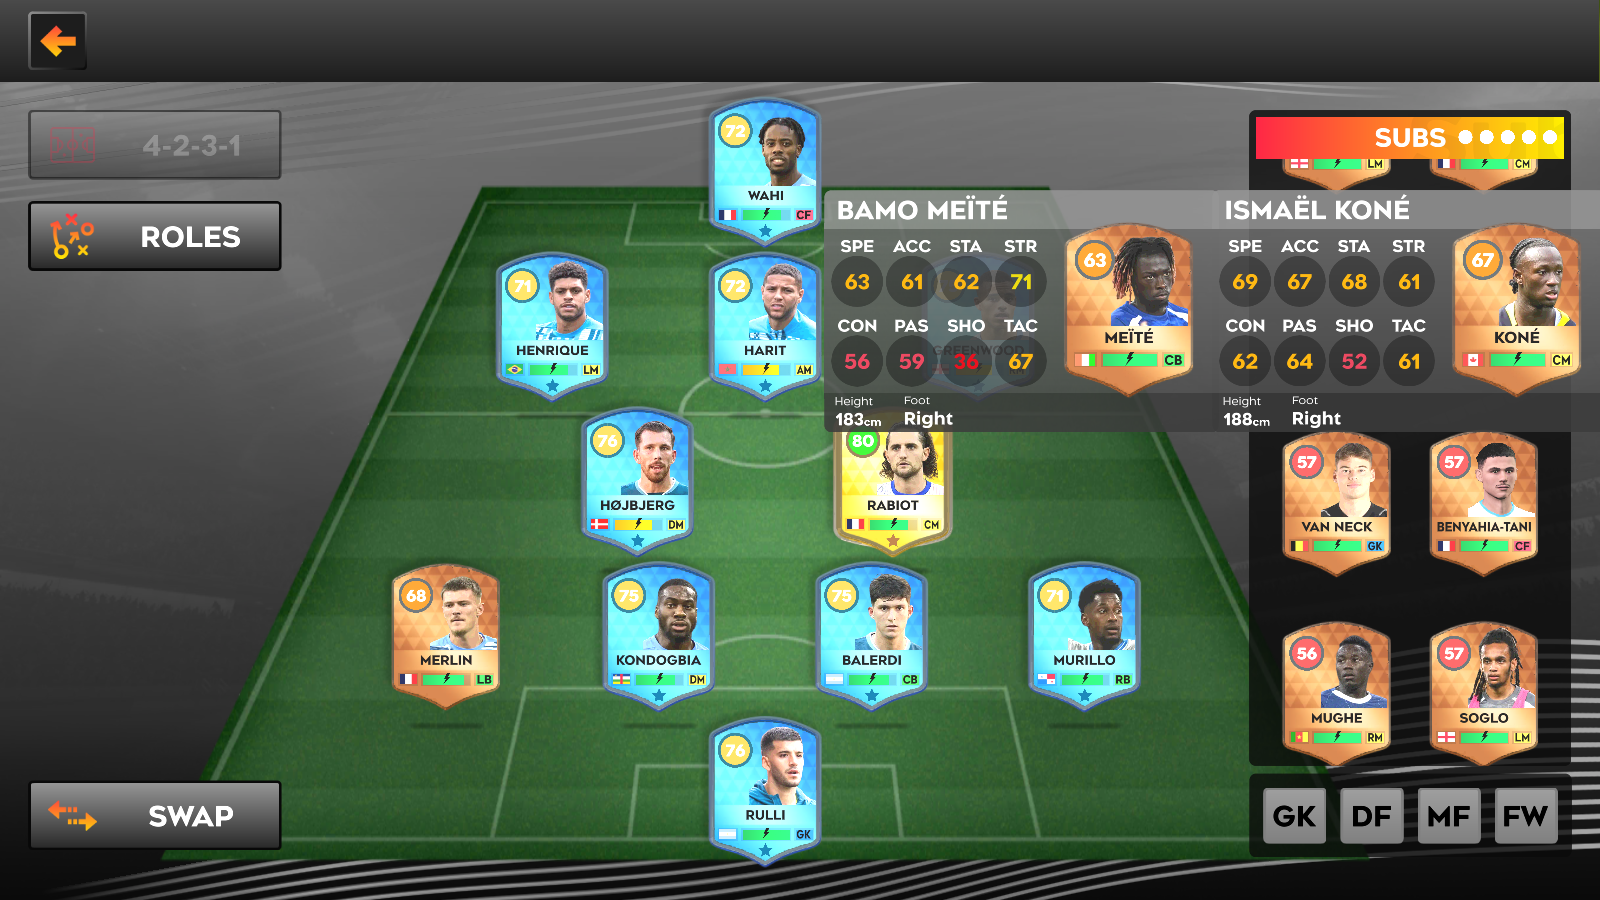 4-2-3-1
ROLES
SWAP
SUBS
LM
CM
72
WAHI
CF
BAMO MEÏTÉ
SPE ACC STA STR
63 61 62 71
CON PAS SHO TAC
56 59 36 67
Height Foot
183cm Right
63
MEÏTÉ
CB
ISMAËL KONÉ
SPE ACC STA STR
69 67 68 61
CON PAS SHO TAC
62 64 52 61
Height Foot
188cm Right
67
KONÉ
CM
71
HENRIQUE
LM
72
HARIT
AM
GREENWOOD
76
HØJBJERG
DM
80
RABIOT
CM
57
VAN NECK
GK
57
BENYAHIA-TANI
CF
68
MERLIN
LB
75
KONDOGBIA
DM
75
BALERDI
CB
71
MURILLO
RB
56
MUGHE
RM
57
SOGLO
LM
76
RULLI
GK
GK DF MF FW